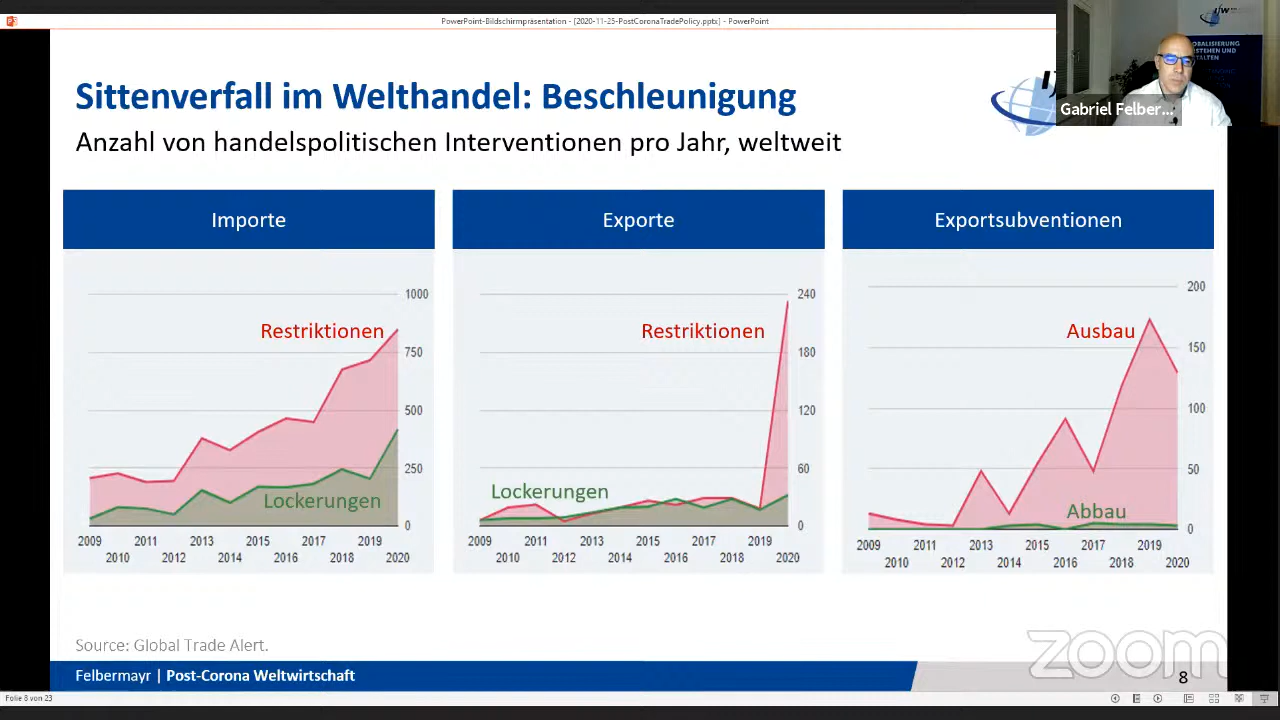 PowerPoint-Bildschirmpräsentation - [2020-11-25-PostCoronaTradePolicy.pptx] - PowerPoint
Sittenverfall im Welthandel: Beschleunigung
Anzahl von handelspolitischen Interventionen pro Jahr, weltweit
Gabriel Felber...
Importe
1000
Restriktionen
750
500
250
Lockerungen
0
2009 2011 2013 2015 2017 2019
2010 2012 2014 2016 2018 2020
Exporte
240
Restriktionen
180
120
60
Lockerungen
0
2009 2011 2013 2015 2017 2019
2010 2012 2014 2016 2018 2020
Exportsubventionen
200
Ausbau
150
100
50
Abbau
0
2009 2011 2013 2015 2017 2019
2010 2012 2014 2016 2018 2020
Source: Global Trade Alert.
zoom
Felbermayr | Post-Corona Weltwirtschaft
8
Folie 8 von 23